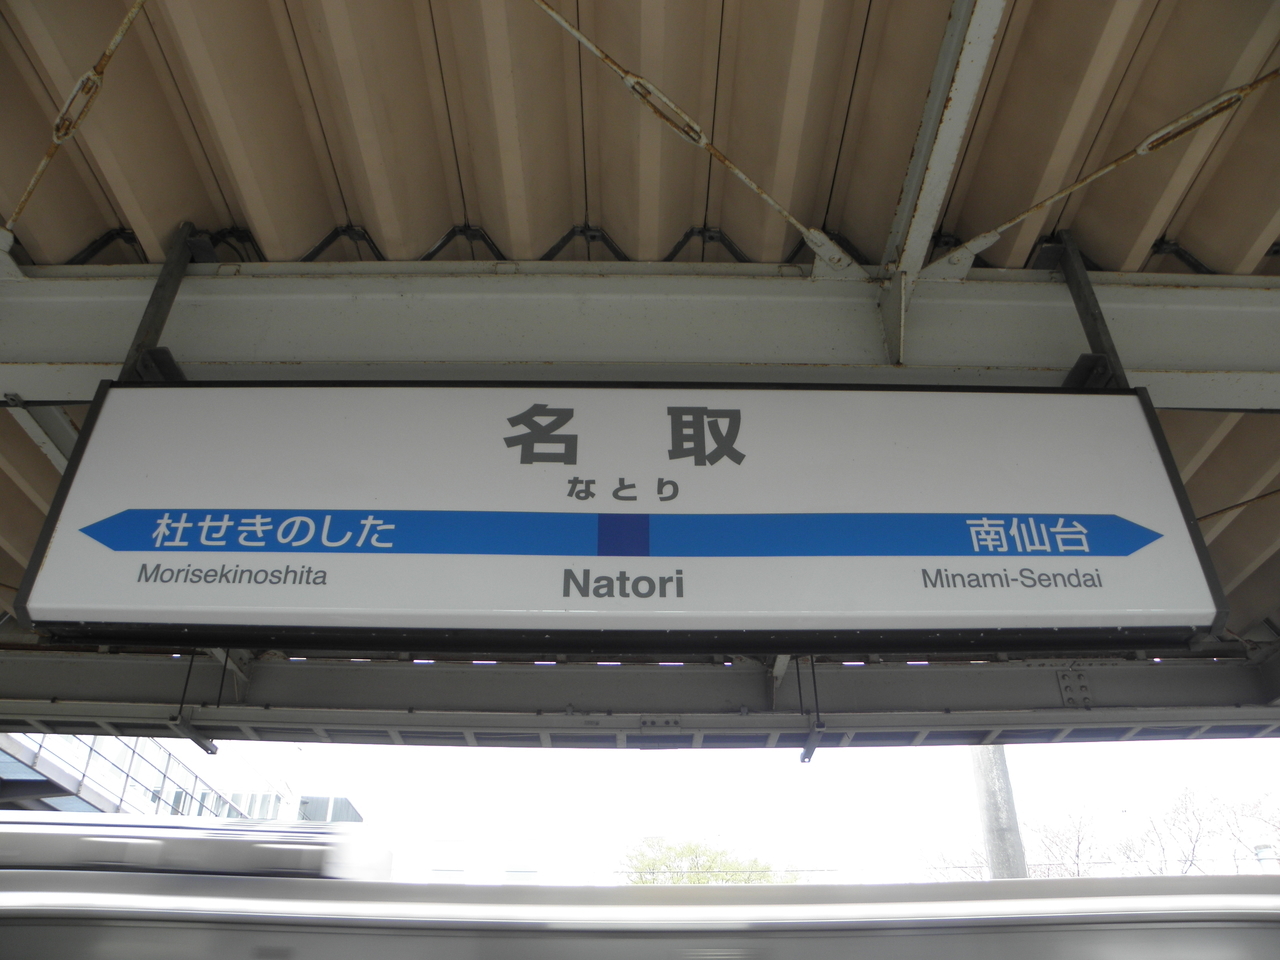 名取
なとり
杜せきのした
南仙台
Morisekinoshita
Natori
Minami-Sendai